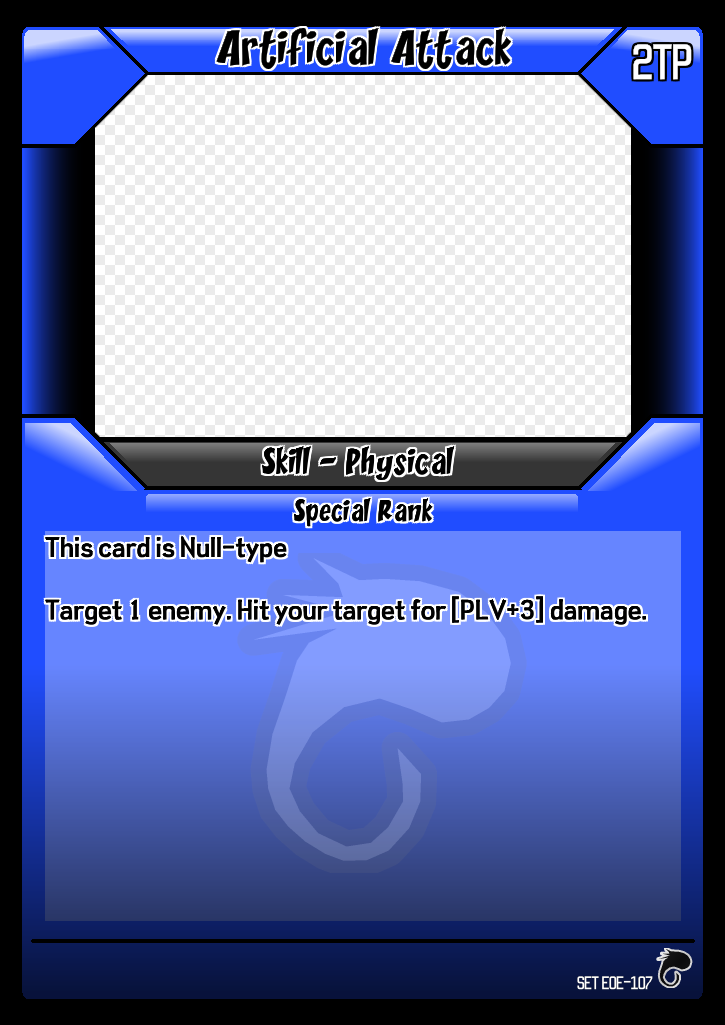 Artificial Attack
2TP
Skill - Physical
Special Rank
This card is Null-type
Target 1 enemy. Hit your target for [PLV+3] damage.
SET EOE-107